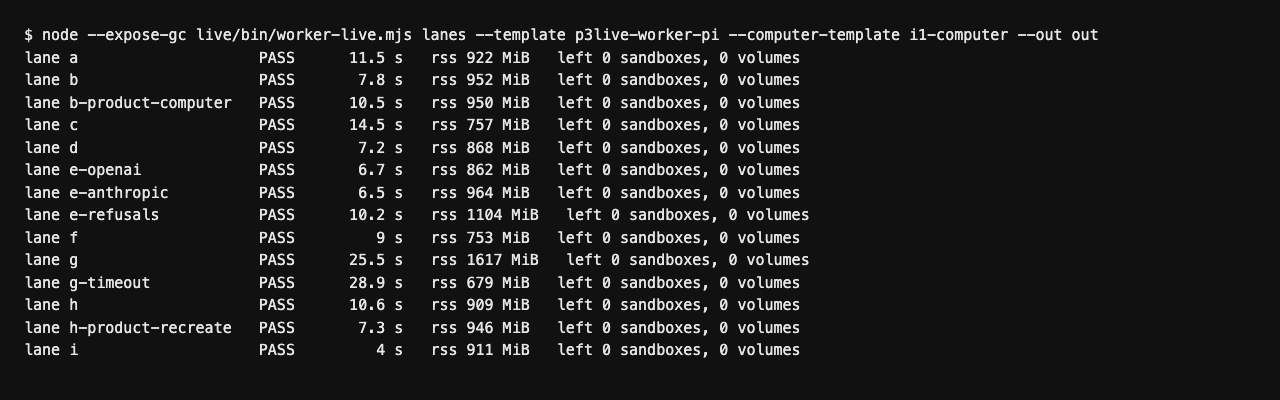 $ node --expose-gc live/bin/worker-live.mjs lanes --template p3live-worker-pi --computer-template i1-computer --out out
lane a                    PASS      11.5 s   rss 922 MiB   left 0 sandboxes, 0 volumes
lane b                    PASS       7.8 s   rss 952 MiB   left 0 sandboxes, 0 volumes
lane b-product-computer   PASS      10.5 s   rss 950 MiB   left 0 sandboxes, 0 volumes
lane c                    PASS      14.5 s   rss 757 MiB   left 0 sandboxes, 0 volumes
lane d                    PASS       7.2 s   rss 868 MiB   left 0 sandboxes, 0 volumes
lane e-openai             PASS       6.7 s   rss 862 MiB   left 0 sandboxes, 0 volumes
lane e-anthropic          PASS       6.5 s   rss 964 MiB   left 0 sandboxes, 0 volumes
lane e-refusals           PASS      10.2 s   rss 1104 MiB   left 0 sandboxes, 0 volumes
lane f                    PASS         9 s   rss 753 MiB   left 0 sandboxes, 0 volumes
lane g                    PASS      25.5 s   rss 1617 MiB   left 0 sandboxes, 0 volumes
lane g-timeout            PASS      28.9 s   rss 679 MiB   left 0 sandboxes, 0 volumes
lane h                    PASS      10.6 s   rss 909 MiB   left 0 sandboxes, 0 volumes
lane h-product-recreate   PASS       7.3 s   rss 946 MiB   left 0 sandboxes, 0 volumes
lane i                    PASS         4 s   rss 911 MiB   left 0 sandboxes, 0 volumes